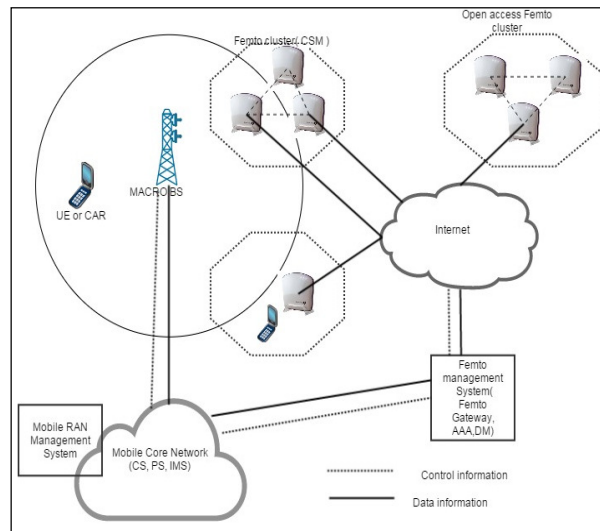 Femto cluster( CSM )
Open access Femto
cluster
MACRO BS
UE or CAR
Internet
Femto
management
System(
Femto
Gateway,
AAA,DM)
Mobile RAN
Management
System
Mobile Core Network
(CS, PS, IMS)
Control information
Data information